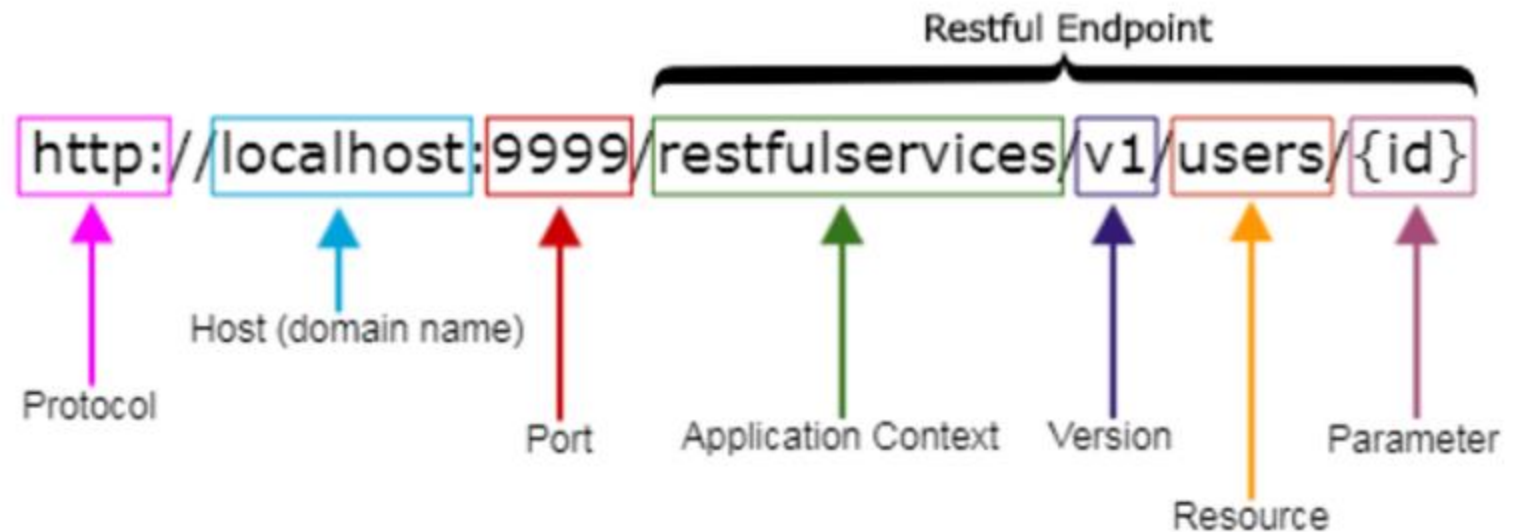 Restful Endpoint
http://localhost:9999/restfulservices/v1/users/{id}
Host (domain name)
Protocol
Port
Application Context
Version
Parameter
Resource